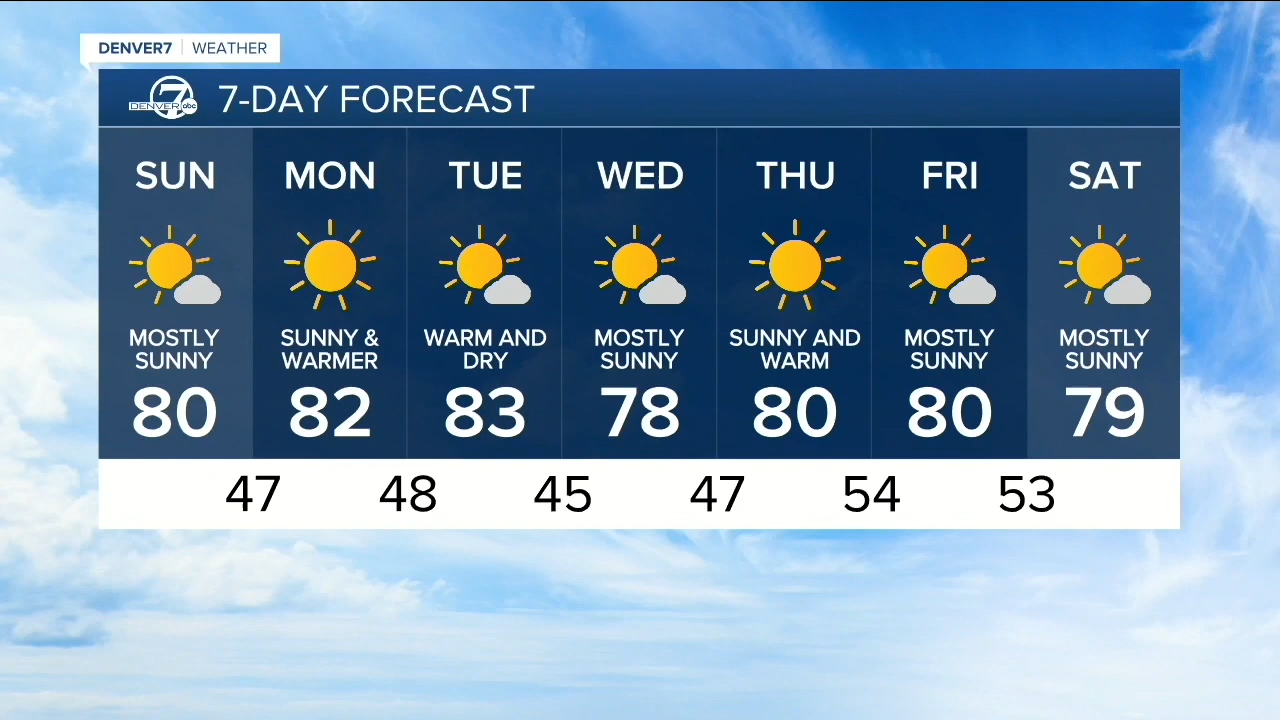 DENVER7 | WEATHER
DENVER 7 abc
7-DAY FORECAST
SUN MON TUE WED THU FRI SAT
MOSTLY SUNNY & WARM AND MOSTLY SUNNY AND MOSTLY MOSTLY
SUNNY WARMER DRY SUNNY WARM SUNNY SUNNY
80 82 83 78 80 80 79
47 48 45 47 54 53